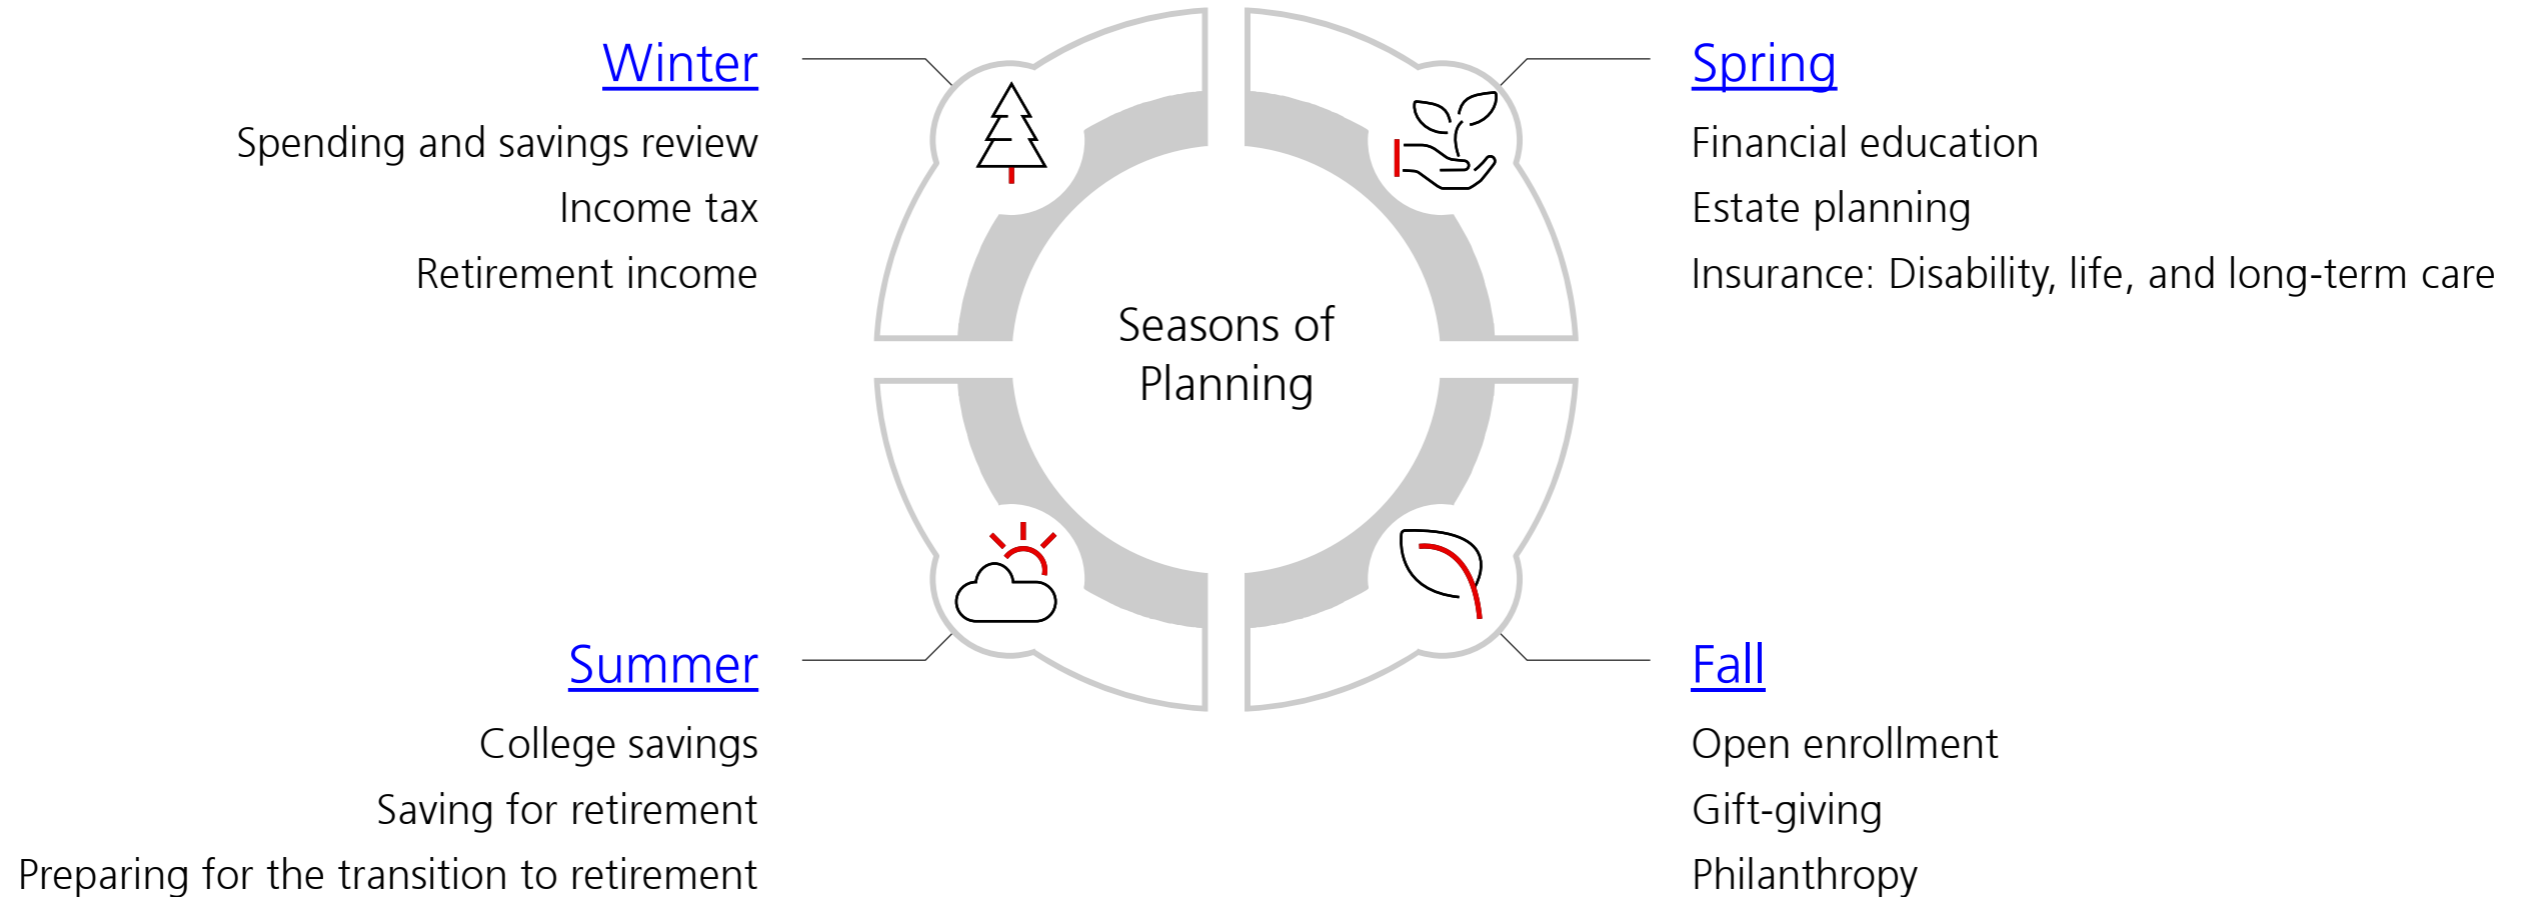 Winter
Spending and savings review
Income tax
Retirement income
Spring
Financial education
Estate planning
Insurance: Disability, life, and long-term care
Seasons of
Planning
Summer
College savings
Saving for retirement
Preparing for the transition to retirement
Fall
Open enrollment
Gift-giving
Philanthropy